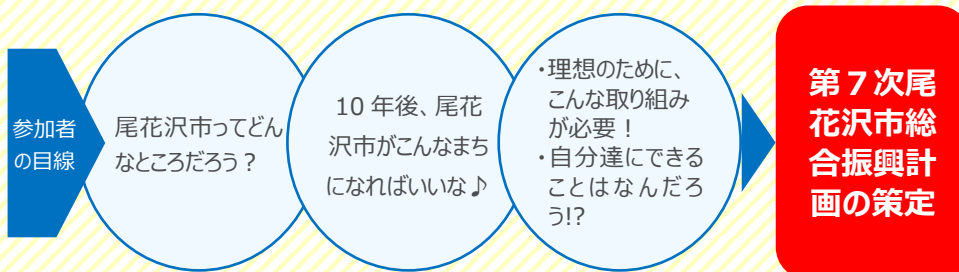 参加者
の目線
尾花沢市ってどん
なところだろう？
10 年後、尾花
沢市がこんなまち
になればいいな♪
・理想のために、
こんな取り組み
が必要！
・自分達にできる
ことはなんだろ
う!?
第７次尾
花沢市総
合振興計
画の策定